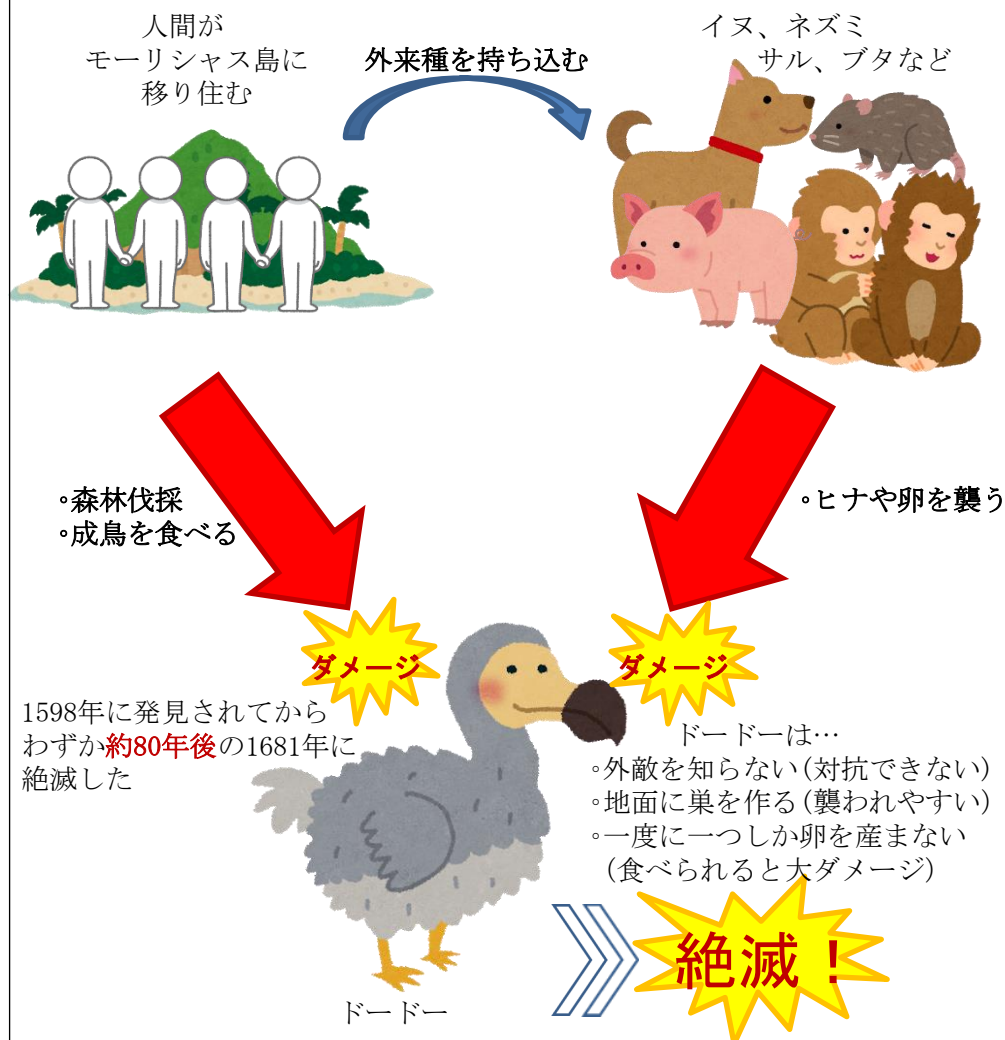 人間が
モーリシャス島に
移り住む
外来種を持ち込む
イヌ、ネズミ
サル、ブタなど
◦森林伐採
◦成鳥を食べる
◦ヒナや卵を襲う
ダメージ
ダメージ
1598年に発見されてから
わずか約80年後の1681年に
絶滅した
ドードーは…
◦外敵を知らない(対抗できない)
◦地面に巣を作る(襲われやすい)
◦一度に一つしか卵を産まない
(食べられると大ダメージ)
絶滅！
ドードー